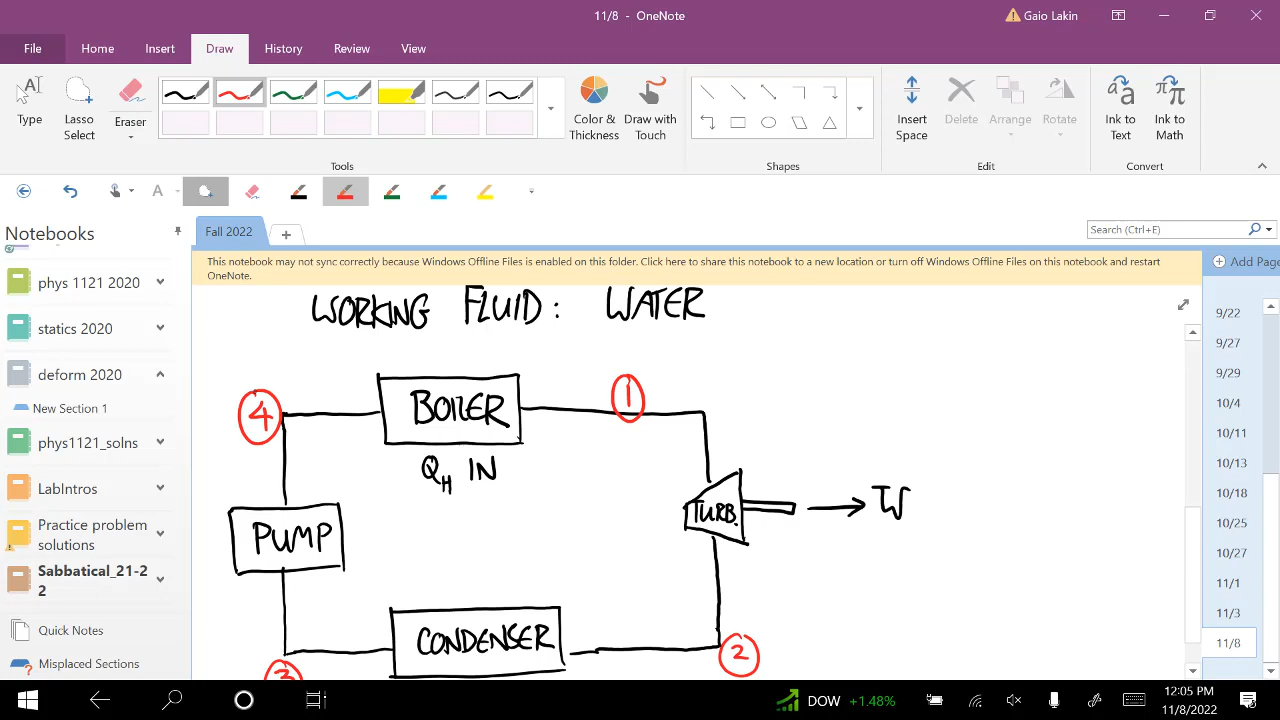 11/8 - OneNote
Gaio Lakin
File Home Insert Draw History Review View
Type
Lasso Select
Eraser
Color & Thickness
Draw with Touch
Insert Space
Delete
Arrange
Rotate
Ink to Text
Ink to Math
Tools
Shapes
Edit
Convert
A
Notebooks
Fall 2022
Search (Ctrl+E)
This notebook may not sync correctly because Windows Offline Files is enabled on this folder. Click here to share this notebook to a new location or turn off Windows Offline Files on this notebook and restart
OneNote.
Add Page
phys 1121 2020
statics 2020
deform 2020
New Section 1
phys1121_solns
LabIntros
Practice problem
solutions
Sabbatical_21-2
2
Quick Notes
Misplaced Sections
WORKING FLUID: WATER
4
BOILER
1
QH IN
PUMP
TURB.
W
CONDENSER
2
3
9/22
9/27
9/29
10/4
10/11
10/13
10/18
10/25
10/27
11/1
11/3
11/8
DOW +1.48%
12:05 PM
11/8/2022